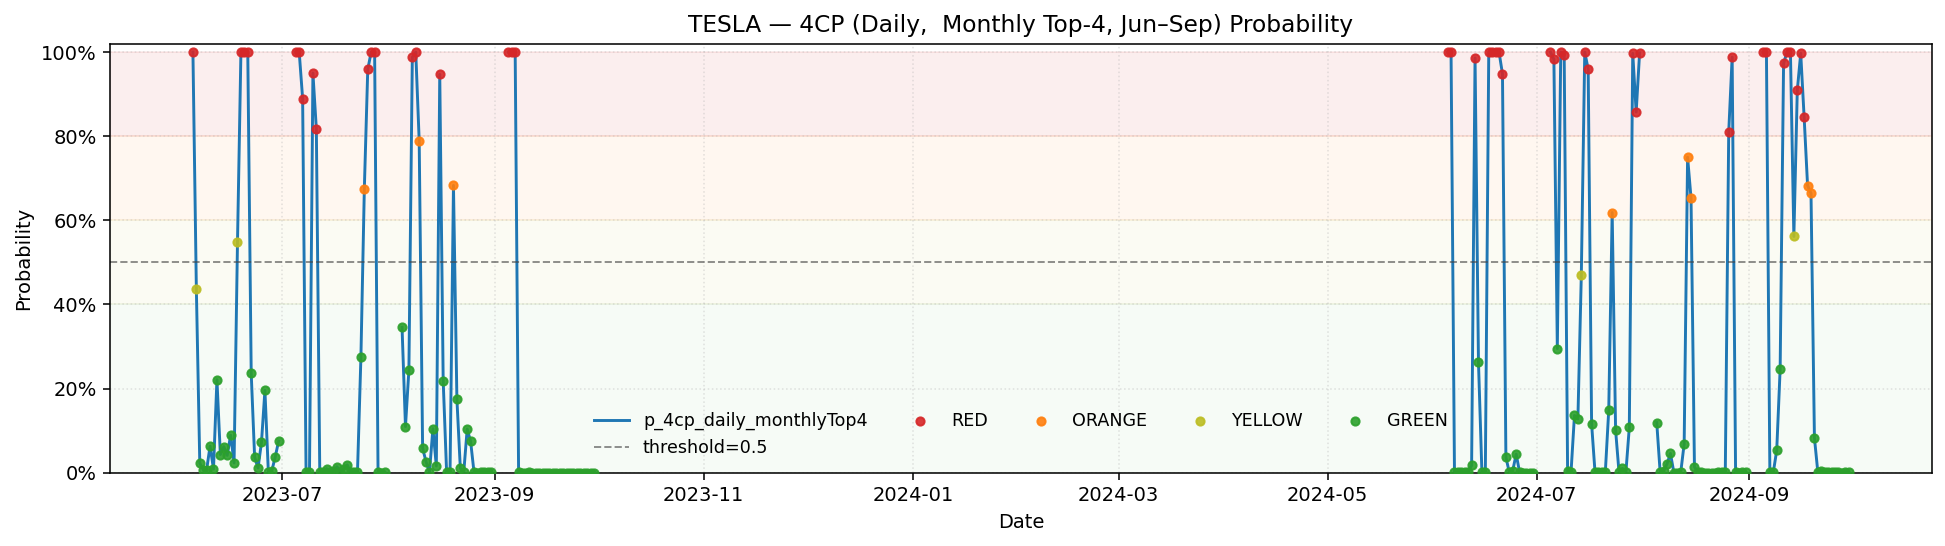 TESLA — 4CP (Daily,  Monthly Top-4, Jun–Sep) Probability
100%
80%
60%
40%
20%
0%
Probability
p_4cp_daily_monthlyTop4
threshold=0.5
RED
ORANGE
YELLOW
GREEN
2023-07
2023-09
2023-11
2024-01
2024-03
2024-05
2024-07
2024-09
Date